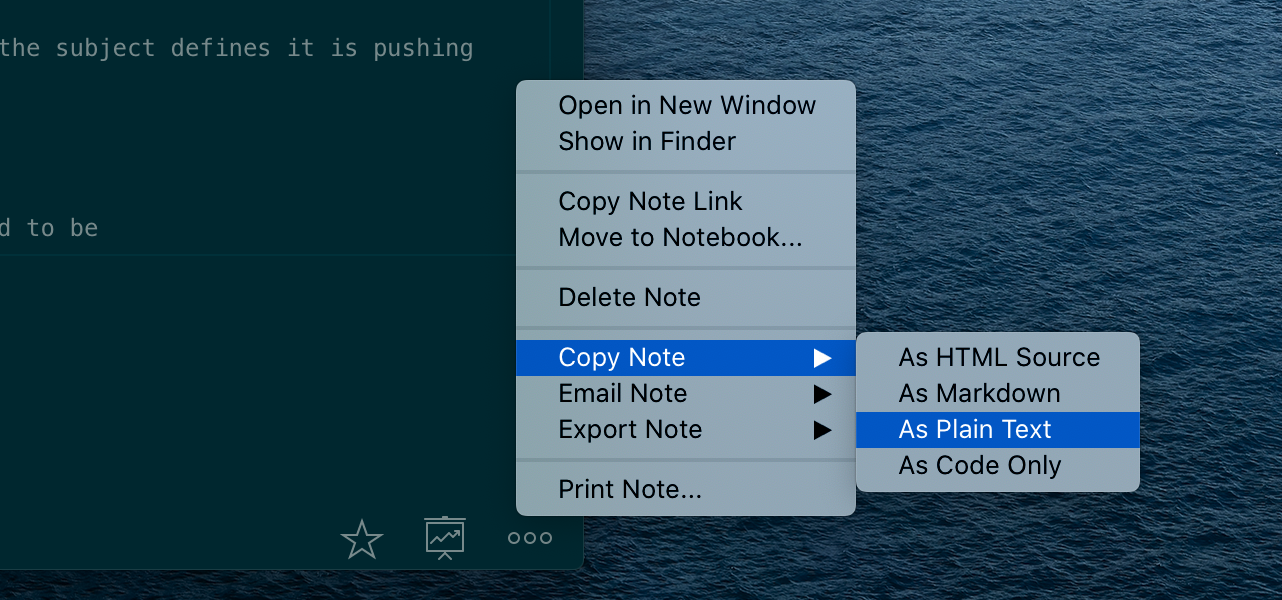 the subject defines it is pushing
d to be
Open in New Window
Show in Finder
Copy Note Link
Move to Notebook...
Delete Note
Copy Note
Email Note
Export Note
Print Note...
As HTML Source
As Markdown
As Plain Text
As Code Only